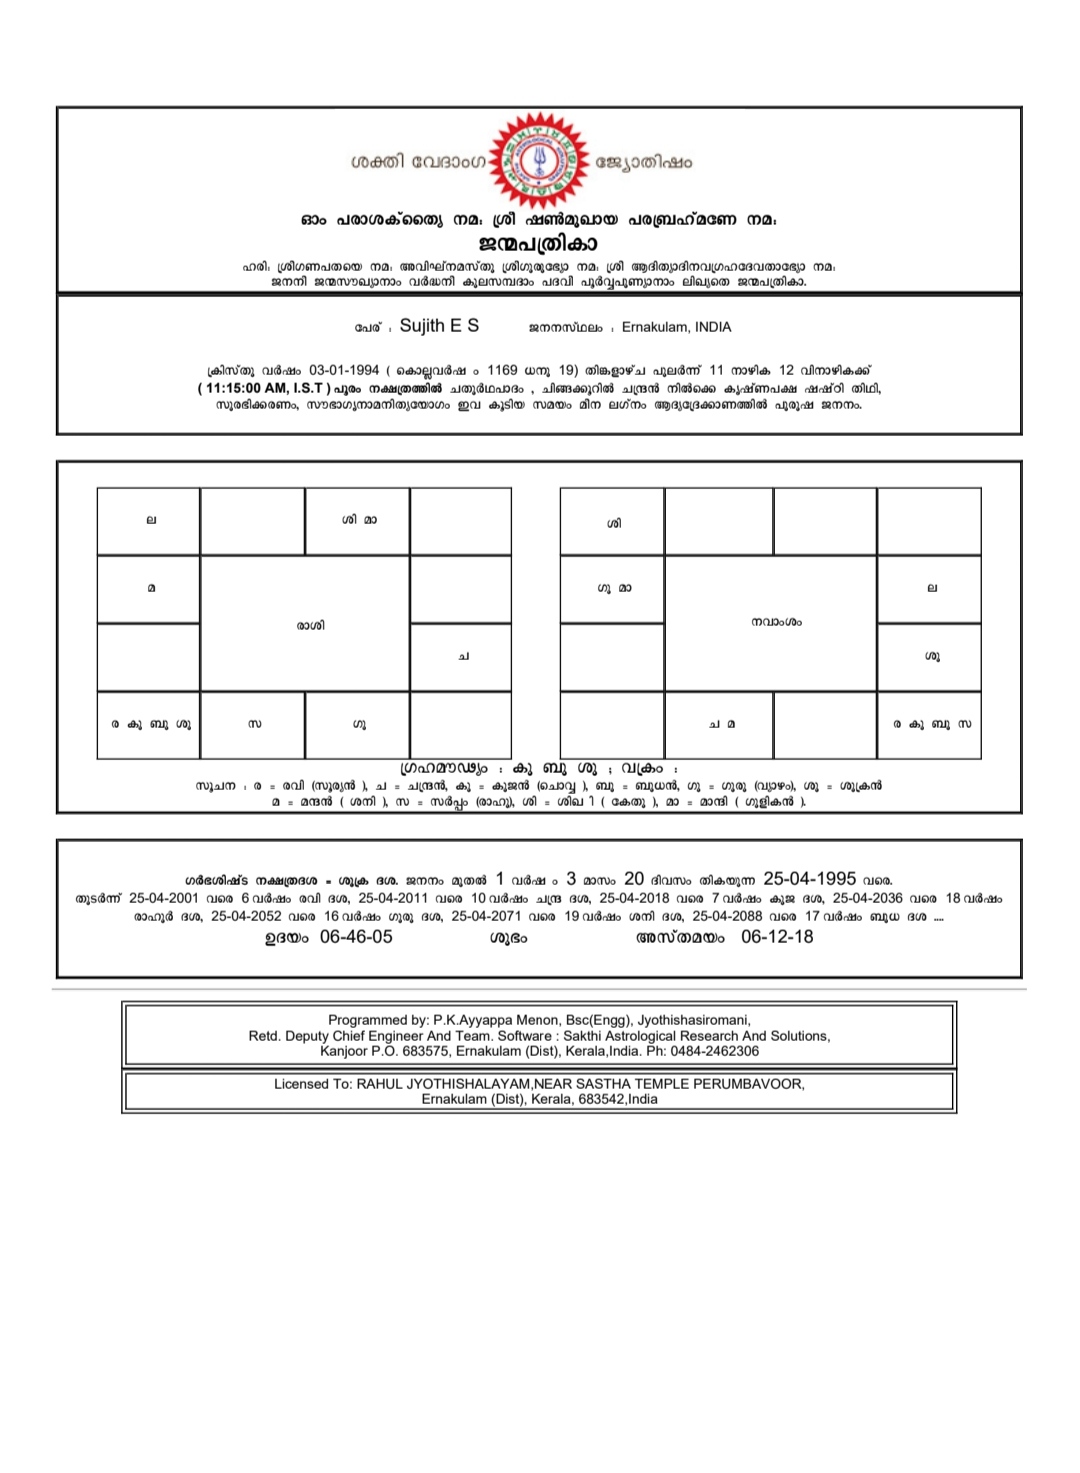 ശക്തി വേദാംഗ ജ്യോതിഷം
ഓം പരാശക്ത്യൈ നമഃ ശ്രീ ഷൺമുഖായ പരബ്രഹ്മണേ നമഃ
ജന്മപത്രികാ
ഹരിഃ ശ്രീഗണപതയെ നമഃ അവിഘ്നമസ്തു ശ്രീഗുരുഭ്യോ നമഃ ശ്രീ ആദിത്യാദിനവഗ്രഹദേവതാഭ്യോ നമഃ
ജനനി ജന്മസൗഖ്യാനാം വർദ്ധനി കുലസമ്പദാം പദവി പൂർവ്വപുണ്യാനാം ലിഖ്യതെ ജന്മപത്രികാ.
പേര് : Sujith E S ജനനസ്ഥലം : Ernakulam, INDIA
ക്രിസ്തു വർഷം 03-01-1994 ( കൊല്ലവർഷ ം 1169 ധനു 19) തിങ്കളാഴ്ച പുലർന്ന് 11 നാഴിക 12 വിനാഴികക്ക്
( 11:15:00 AM, I.S.T ) പൂരം നക്ഷത്രത്തിൽ ചതുർഥപാദം , ചിങ്ങക്കൂറിൽ ചന്ദ്രൻ നിൽക്കെ കൃഷ്ണപക്ഷ ഷഷ്ഠി തിഥി,
സുരഭിക്കരണം, സൗഭാഗ്യനാമനിത്യയോഗം ഇവ കൂടിയ സമയം മിന ലഗ്നം ആദ്യദ്രേക്കാണത്തിൽ പുരുഷ ജനനം.
ല ശി മാ
മ
രാശി
ച
ര കു ബു ശു സ ഗു
ശി
ഗു മാ ല
നവാംശം
ശു
ച മ ര കു ബു സ
ഗ്രഹമൗഢ്യം : കു ബു ശു ; വക്രം :
സൂചന : ര = രവി (സൂര്യൻ ), ച = ചന്ദ്രൻ, കു = കുജൻ (ചൊവ്വ ), ബു = ബുധൻ, ഗു = ഗുരു (വ്യാഴം), ശു = ശുക്രൻ
മ = മന്ദൻ ( ശനി ), സ = സർപ്പം (രാഹു), ശി = ശിഖ ി ( കേതു ), മാ = മാന്ദി ( ഗുളികൻ ).
ഗർഭശിഷ്ട നക്ഷത്രദശ = ശുക്ര ദശ. ജനനം മുതൽ 1 വർഷ ം 3 മാസം 20 ദിവസം തികയുന്ന 25-04-1995 വരെ.
തുടർന്ന് 25-04-2001 വരെ 6 വർഷം രവി ദശ, 25-04-2011 വരെ 10 വർഷം ചന്ദ്ര ദശ, 25-04-2018 വരെ 7 വർഷം കുജ ദശ, 25-04-2036 വരെ 18 വർഷം
രാഹുർ ദശ, 25-04-2052 വരെ 16 വർഷം ഗുരു ദശ, 25-04-2071 വരെ 19 വർഷം ശനി ദശ, 25-04-2088 വരെ 17 വർഷം ബുധ ദശ ....
ഉദയം 06-46-05 ശുഭം അസ്തമയം 06-12-18
Programmed by: P.K.Ayyappa Menon, Bsc(Engg), Jyothishasiromani,
Retd. Deputy Chief Engineer And Team. Software : Sakthi Astrological Research And Solutions,
Kanjoor P.O. 683575, Ernakulam (Dist), Kerala,India. Ph: 0484-2462306
Licensed To: RAHUL JYOTHISHALAYAM,NEAR SASTHA TEMPLE PERUMBAVOOR,
Ernakulam (Dist), Kerala, 683542,India